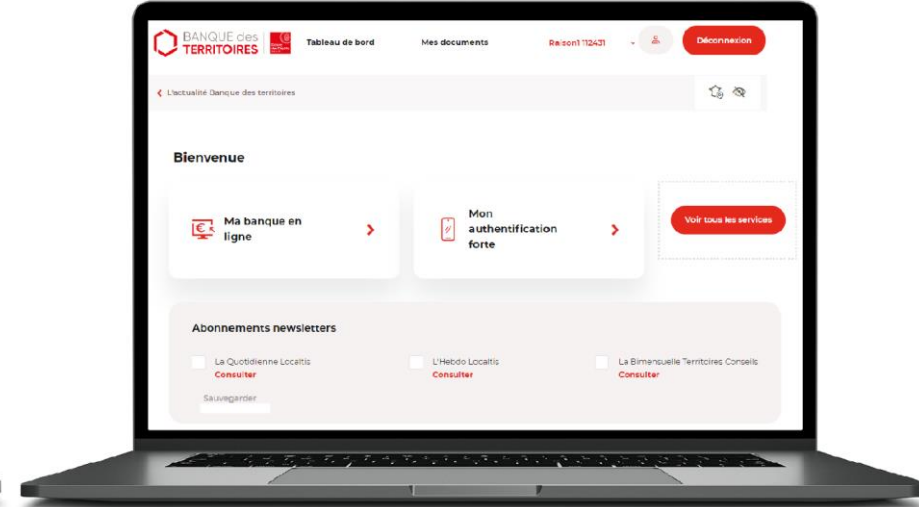 BANQUE des
TERRITOIRES
Tableau de bord
Mes documents
Raison1 112431
Déconnexion
L'actualité Banque des territoires
Bienvenue
Ma banque en
ligne
Mon
authentification
forte
Voir tous les services
Abonnements newsletters
La Quotidienne Localtis
Consulter
L'Hebdo Localtis
Consulter
La Bimensuelle Territoires Conseils
Consulter
Sauvegarder